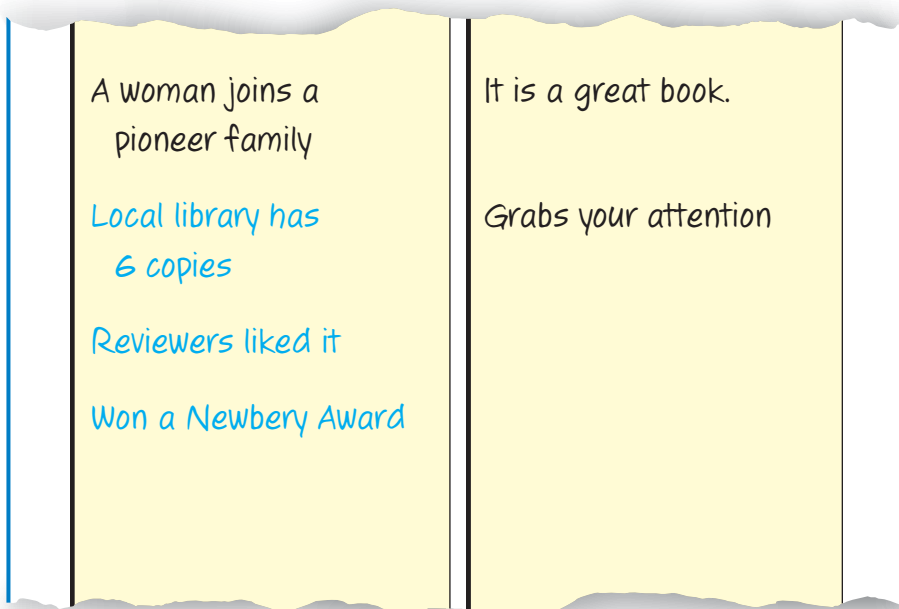 A woman joins a
pioneer family
Local library has
6 copies
Reviewers liked it
Won a Newbery Award
It is a great book.
Grabs your attention